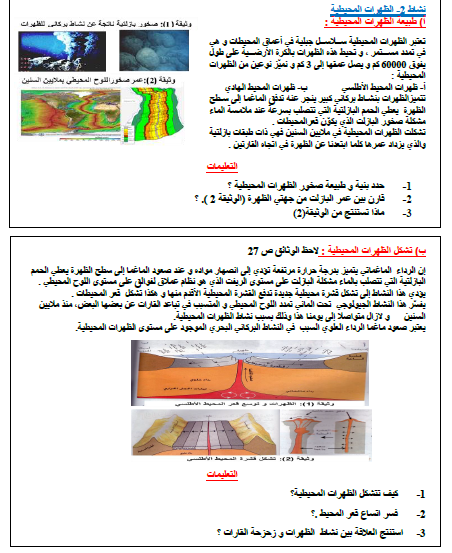 نشاط 2- الظهرات المحيطية
أ) طبيعة الظهرات المحيطية :
وثيقة (1): صخور بازلتية ناتجة عن نشاط بركاني للظهرات
تعتبر الظهرات المحيطية سلاسل جبلية في أعماق المحيطات و هي
في تمدد مستمر ، و تحيط هذه الظهرات بالكرة الأرضية على طول
يفوق 60000 كم و يصل عمقها إلى 3 كم و نميّز نوعين من الظهرات
المحيطية :
أ- ظهرات المحيط الأطلسي ب- ظهرات المحيط الهادي
تتميز الظهرات بنشاط بركاني كبير ينجر عنه تدفق الماغما إلى سطح
الظهرة يعطي الحمم البازلتية التي تتصلب بسرعة عند ملامسة الماء
مشكلة صخور البازلت الذي يكوّن قعر المحيطات.
تشكلت الظهرات المحيطية في ملايين السنين فهي ذات طبقات بازلتية
والذي يزداد عمرها كلما ابتعدنا عن الظهرة في اتجاه القارتين .
وثيقة (2): عمر صخور اللوح المحيطي بملايين السنين
التعليمات
1- حدد بنية و طبيعة صخور الظهرات المحيطية ؟
2- قارن بين عمر البازلت من جهتي الظهرة (الوثيقة 2 ). ؟
3- ماذا تستنتج من الوثيقة(2)
ب) تشكل الظهرات المحيطية : لاحظ الوثائق ص 27
إن الرداء الماغماتي يتميز بدرجة حرارة مرتفعة تؤدي إلى انصهار مواده و عند صعود الماغما إلى سطح الظهرة يعطي الحمم
البازلتية التي تتصلب بالماء مشكلة البازلت على مستوى الريفت الذي هو نظام عملاق لفوالق على مستوى اللوح المحيطي .
يؤدي هذا النشاط إلى تشكل قشرة محيطية جديدة تدفع القشرة المحيطية الأقدم منها و هكذا تشكل قعر المحيطات .
يفسر هذا النشاط الجيولوجي تحت المائي تمدد اللوح المحيطي و المتسبب في تباعد القارات عن بعضها البعض، منذ ملايين
السنين و لازال متواصلا إلى يومنا هذا وذلك بسبب نشاط الظهرات المحيطية.
يعتبر صعود ماغما الرداء العلوي السبب في النشاط البركاني البحري الموجود على مستوى الظهرات المحيطية.
وثيقة (1): الظهرات و توسع قعر المحيط الأطلسي
وثيقة (2): تشكل قشرة المحيط الأطلسي
التعليمات
1- كيف تتشكل الظهرات المحيطية؟
2- فسر اتساع قعر المحيط .؟
3- استنتج العلاقة بين نشاط الظهرات و زحزحة القارات ؟